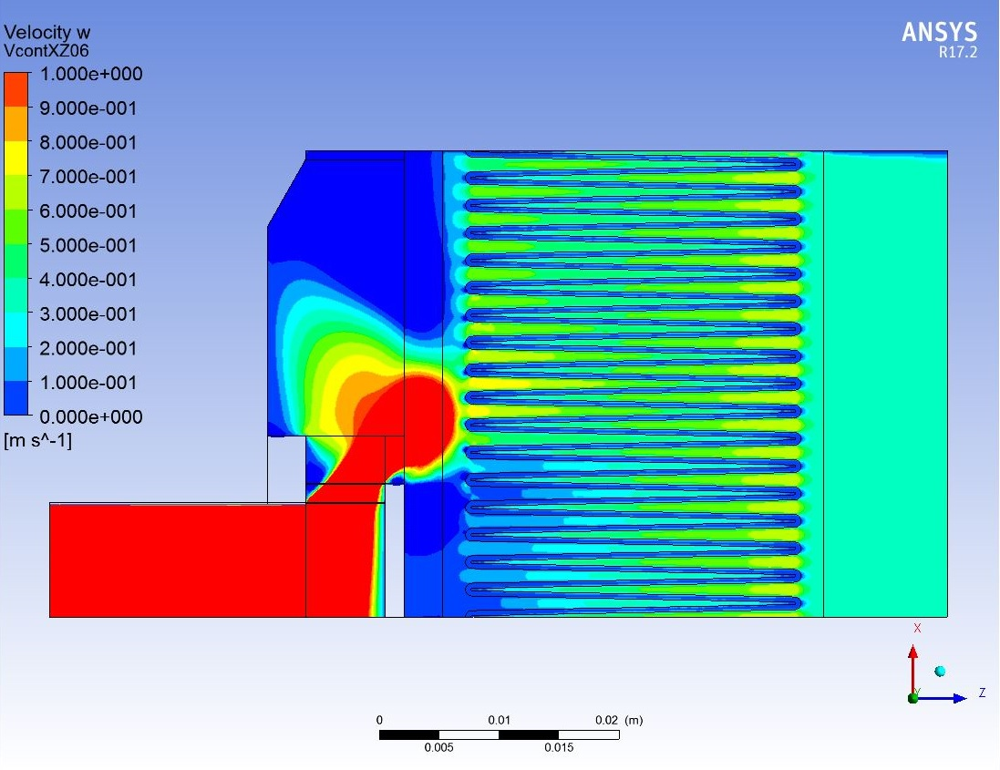 Velocity w
VcontXZ06
1.000e+000
9.000e-001
8.000e-001
7.000e-001
6.000e-001
5.000e-001
4.000e-001
3.000e-001
2.000e-001
1.000e-001
0.000e+000
[m s^-1]
ANSYS
R17.2
0 0.01 0.02 (m)
0.005 0.015
X
Y
Z